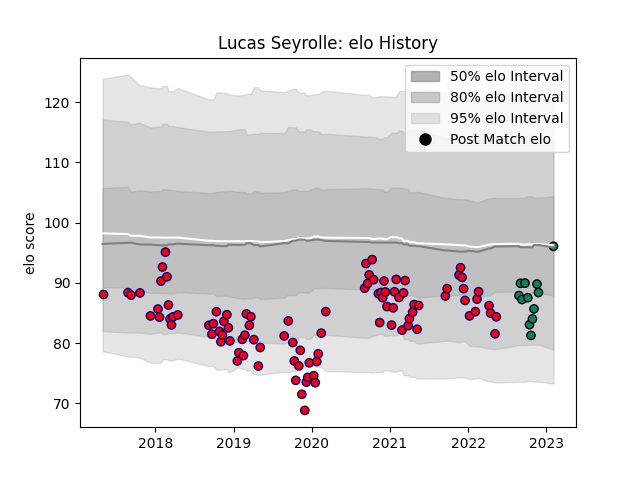 Lucas Seyrolle: elo History
50% elo Interval
80% elo Interval
95% elo Interval
Post Match elo
elo score
120
110
100
90
80
70
2018
2019
2020
2021
2022
2023